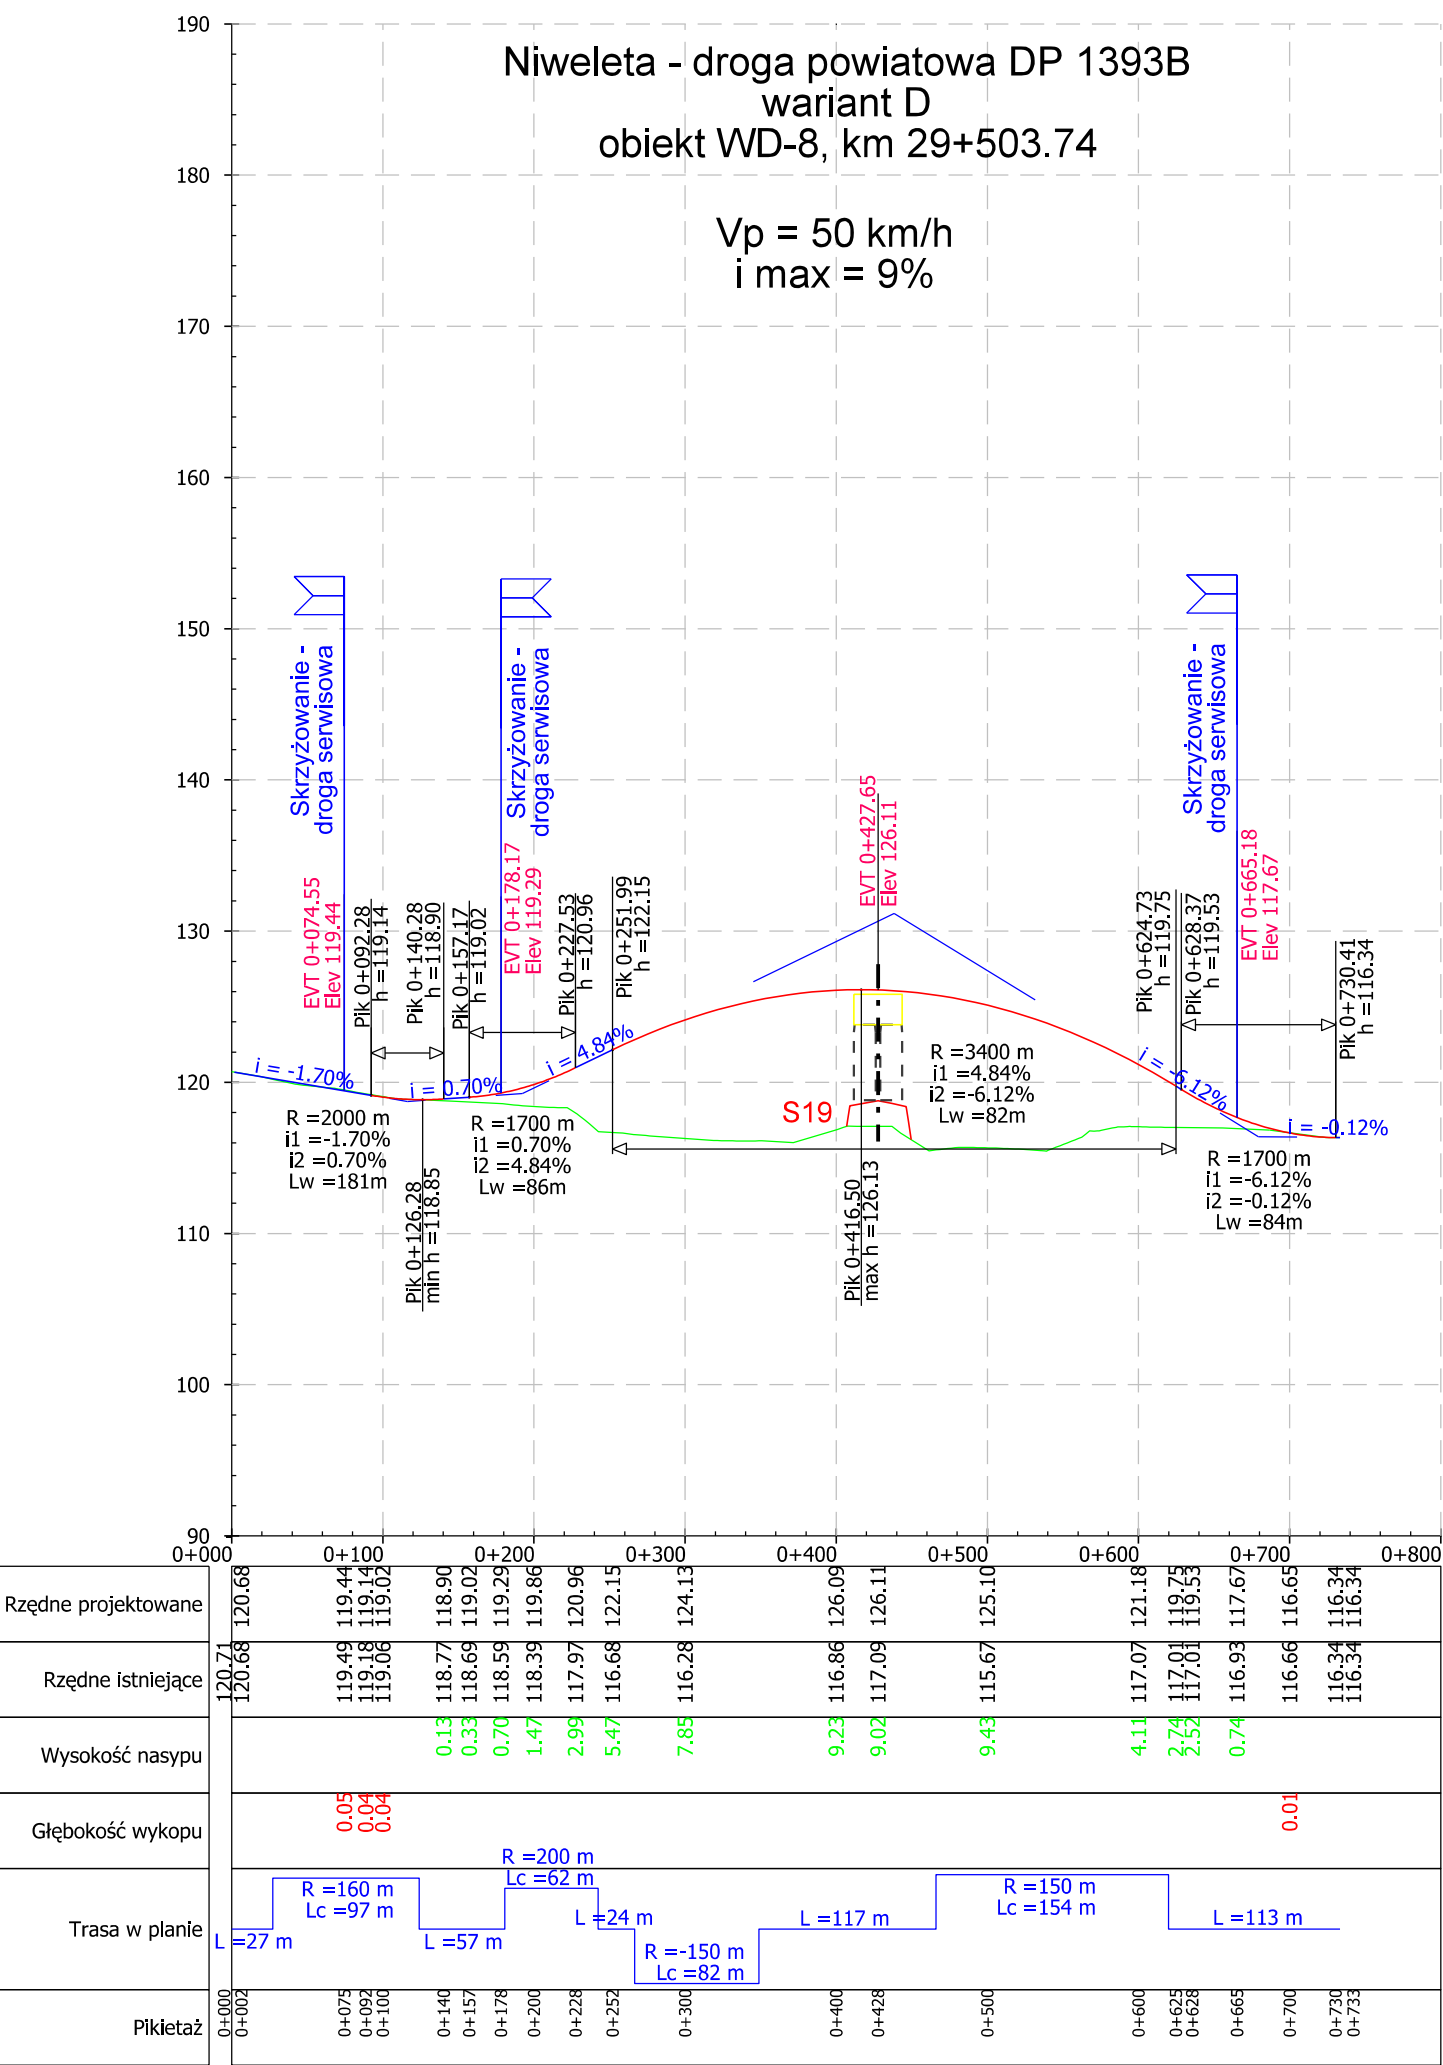 190
Niweleta - droga powiatowa DP 1393B
wariant D
obiekt WD-8, km 29+503.74
180
Vp = 50 km/h
i max = 9%
170
160
150
140
130
120
110
100
90
Skrzyżowanie -
droga serwisowa
Skrzyżowanie -
droga serwisowa
Skrzyżowanie -
droga serwisowa
EVT 0+074.55
Elev 119.44
Pik 0+092.28
h =119.14
Pik 0+140.28
h =118.90
Pik 0+157.17
h =119.02
EVT 0+178.17
Elev 119.29
Pik 0+227.53
h =120.96
Pik 0+251.99
h =122.15
EVT 0+427.65
Elev 126.11
Pik 0+624.73
h =119.75
Pik 0+628.37
h =119.53
EVT 0+665.18
Elev 117.67
Pik 0+730.41
h =116.34
i = -1.70%
i = 0.70%
i = 4.84%
i = -6.12%
i = -0.12%
R =2000 m
i1 =-1.70%
i2 =0.70%
Lw =181m
R =1700 m
i1 =0.70%
i2 =4.84%
Lw =86m
S19
R =3400 m
i1 =4.84%
i2 =-6.12%
Lw =82m
R =1700 m
i1 =-6.12%
i2 =-0.12%
Lw =84m
Pik 0+126.28
min h =118.85
Pik 0+416.50
max h =126.13
0+000 0+100 0+200 0+300 0+400 0+500 0+600 0+700 0+800
Rzędne projektowane
120.68 119.44 119.14 119.02 118.90 119.02 119.29 119.86 120.96 122.15 124.13 126.09 126.11 125.10 121.18 119.75 119.53 117.67 116.65 116.34 116.34
Rzędne istniejące
120.71 120.68 119.49 119.18 119.06 118.77 118.69 118.59 118.39 117.97 116.68 116.28 116.86 117.09 115.67 117.07 117.01 117.01 116.93 116.66 116.34 116.34
Wysokość nasypu
0.13 0.33 0.70 1.47 2.99 5.47 7.85 9.23 9.02 9.43 4.11 2.74 2.52 0.74
Głębokość wykopu
0.05 0.04 0.04 0.01
Trasa w planie
L =27 m
R =160 m
Lc =97 m
L =57 m
R =200 m
Lc =62 m
L =24 m
R =-150 m
Lc =82 m
L =117 m
R =150 m
Lc =154 m
L =113 m
Pikietaż
0+000 0+002 0+075 0+092 0+100 0+140 0+157 0+178 0+200 0+228 0+252 0+300 0+400 0+428 0+500 0+600 0+625 0+628 0+665 0+700 0+730 0+733